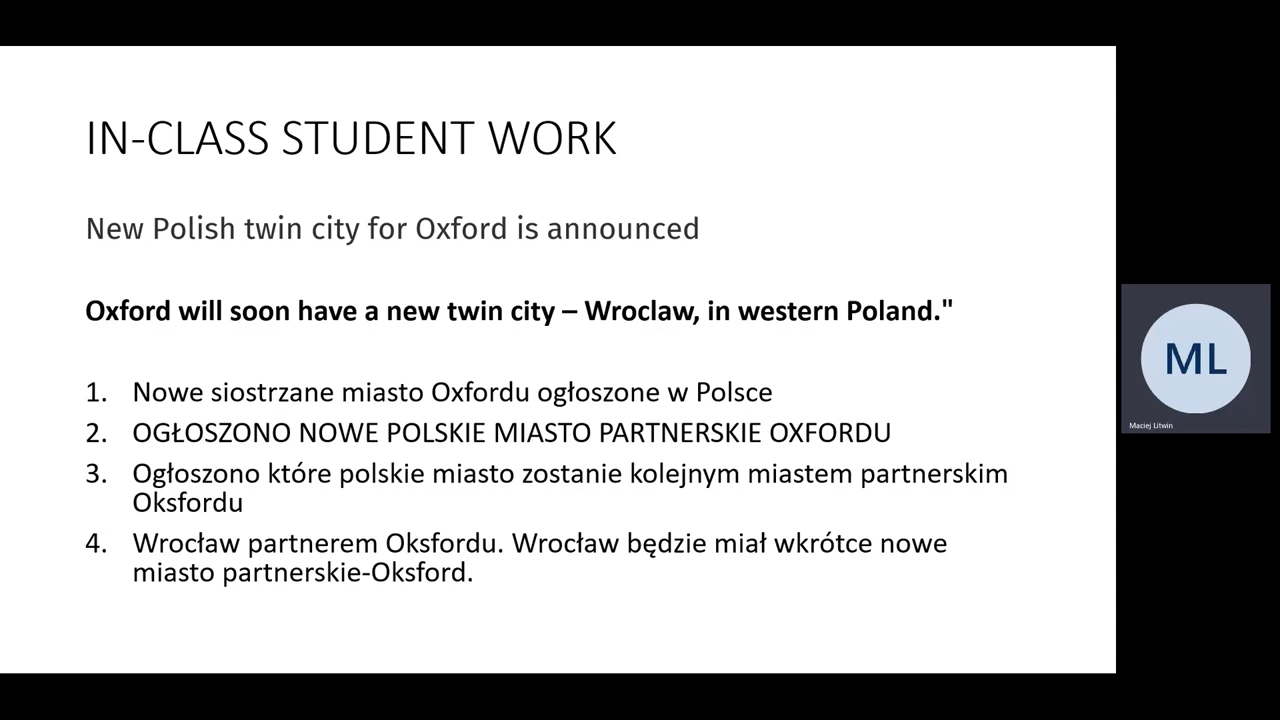 IN-CLASS STUDENT WORK
New Polish twin city for Oxford is announced
Oxford will soon have a new twin city – Wroclaw, in western Poland."
1. Nowe siostrzane miasto Oxfordu ogłoszone w Polsce
2. OGŁOSZONO NOWE POLSKIE MIASTO PARTNERSKIE OXFORDU
3. Ogłoszono które polskie miasto zostanie kolejnym miastem partnerskim
Oksfordu
4. Wrocław partnerem Oksfordu. Wrocław będzie miał wkrótce nowe
miasto partnerskie-Oksford.
ML
Maciej Litwin